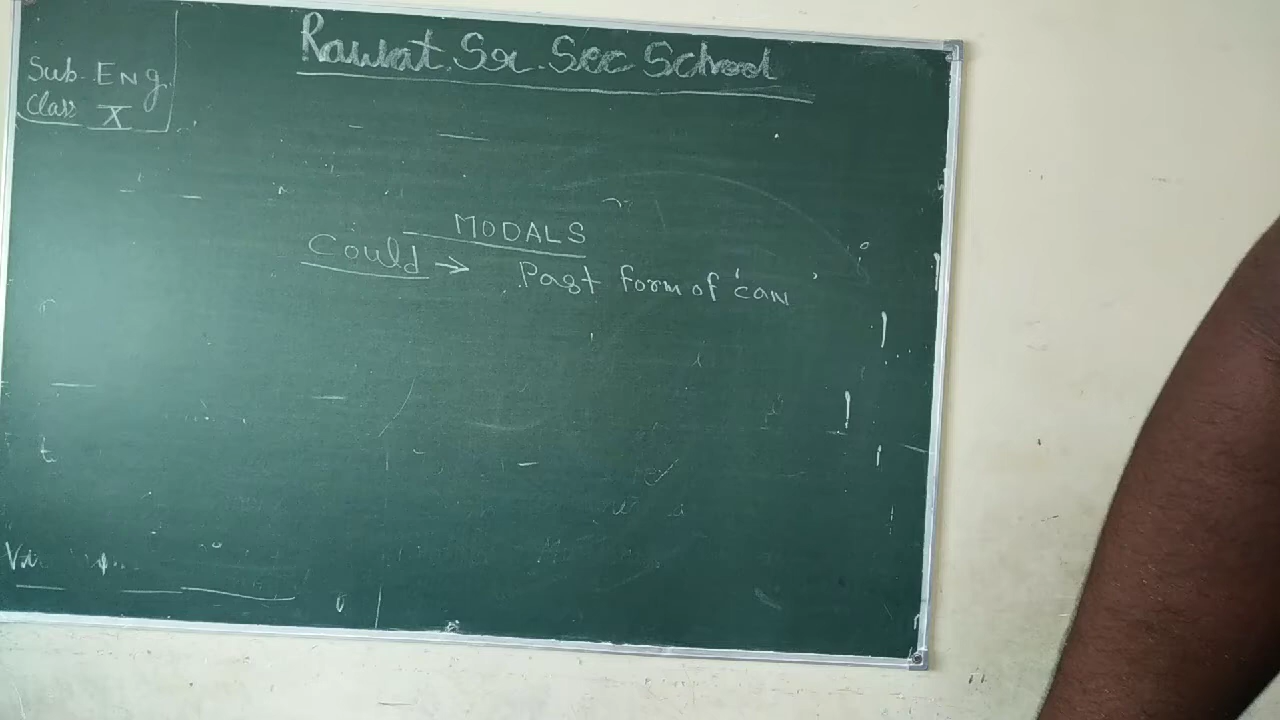 Rawat Sr. Sec School
Sub. Eng.
Class X
MODALS
Could → Past form of 'can'